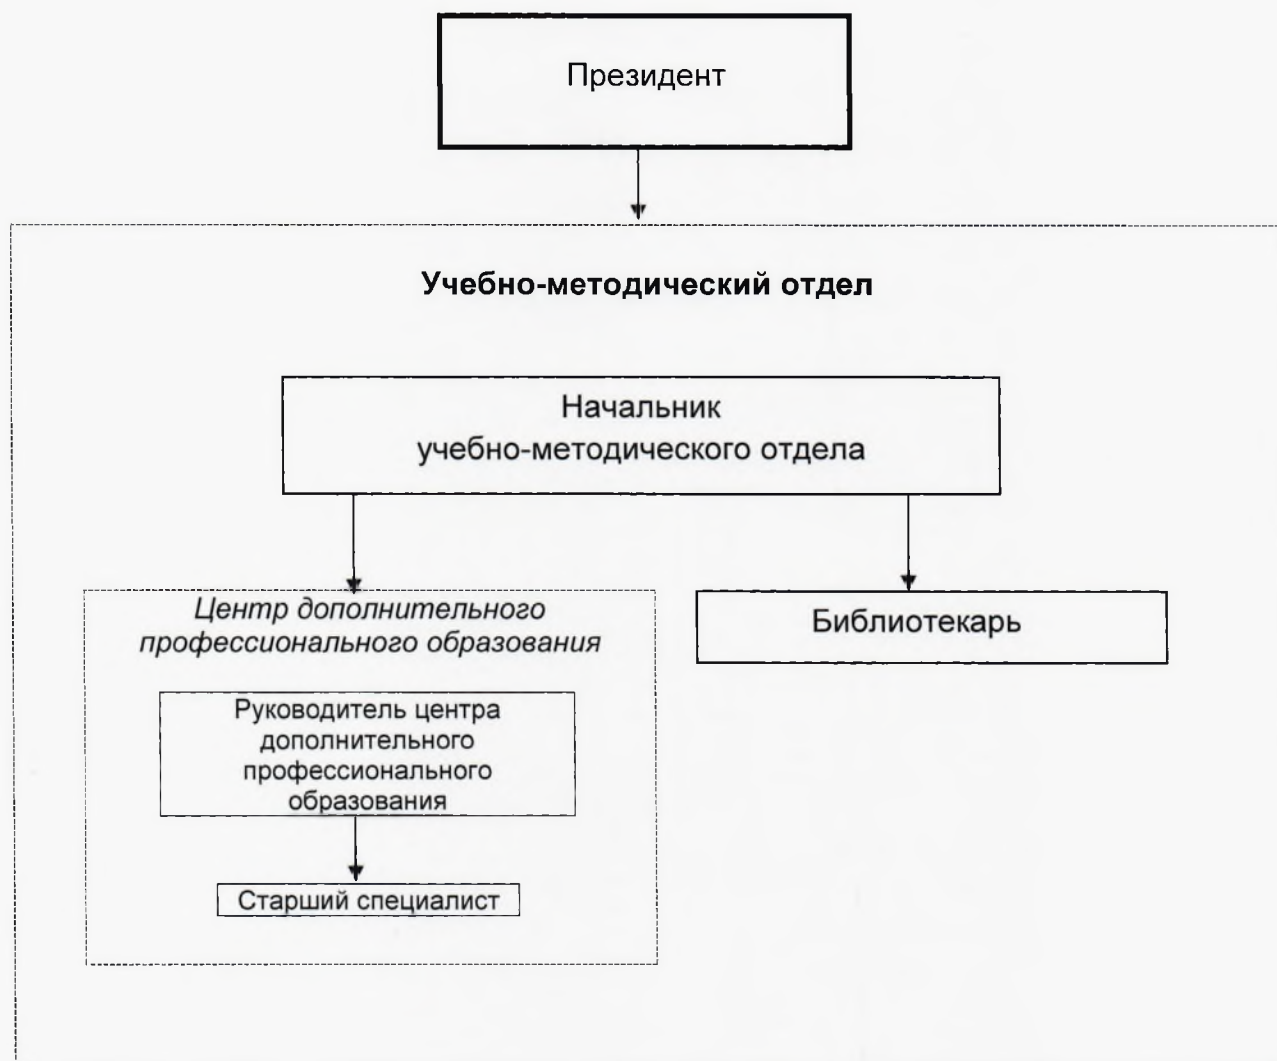 Президент
Учебно-методический отдел
Начальник
учебно-методического отдела
Центр дополнительного
профессионального образования
Библиотекарь
Руководитель центра
дополнительного
профессионального
образования
Старший специалист